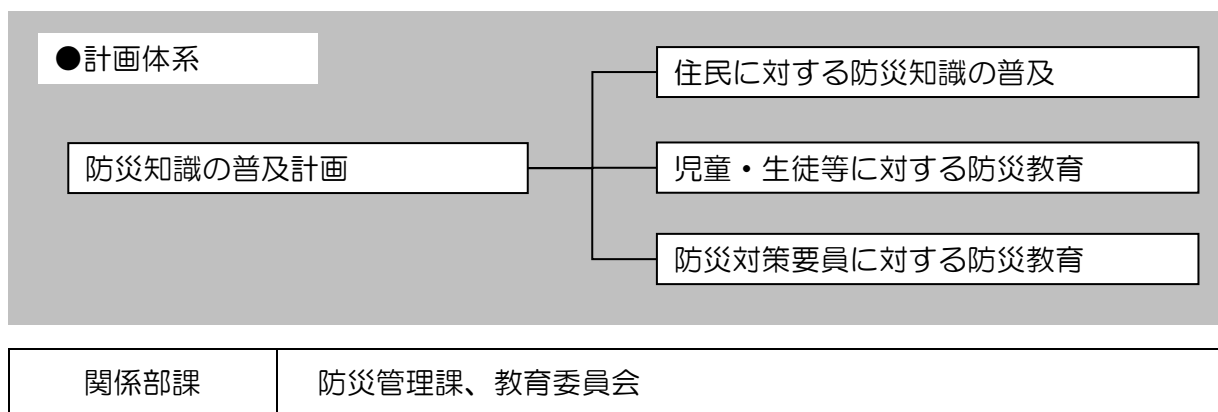 ●計画体系
防災知識の普及計画
住民に対する防災知識の普及
児童・生徒等に対する防災教育
防災対策要員に対する防災教育
関係部課 防災管理課、教育委員会